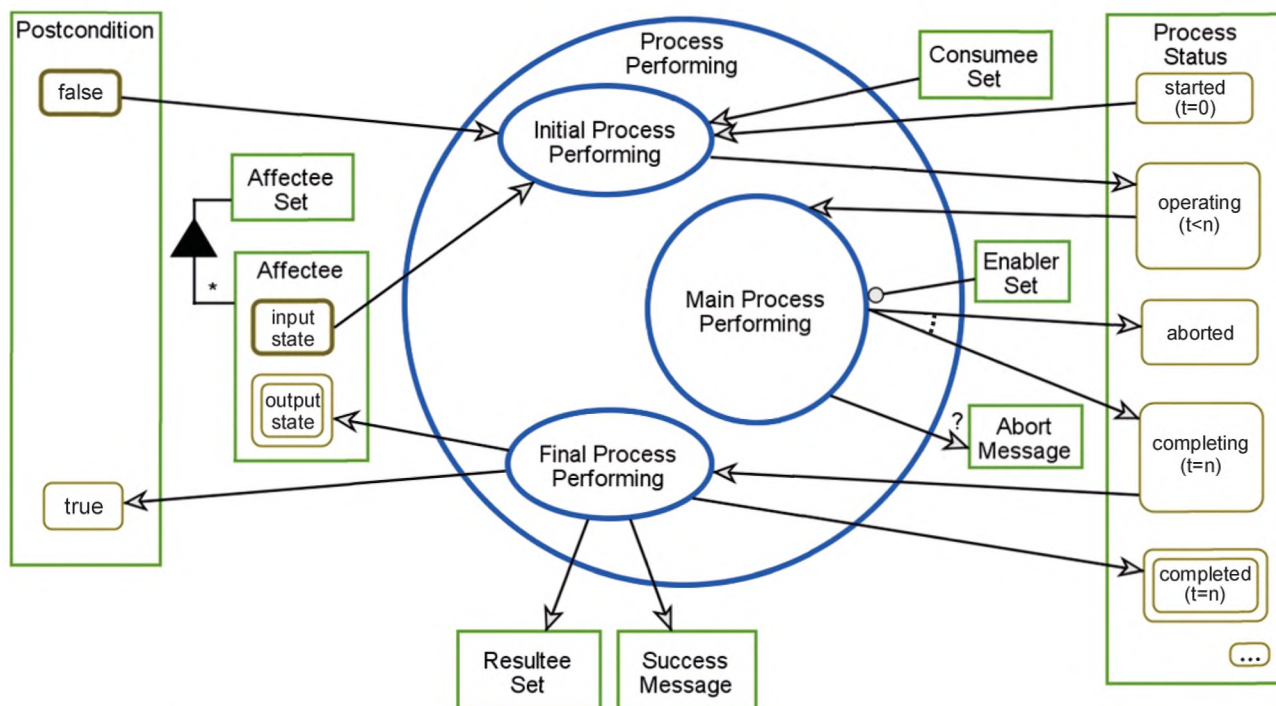 Postcondition
false
true
Affectee
Set
*
Affectee
input
state
output
state
Process
Performing
Initial Process
Performing
Main Process
Performing
Final Process
Performing
Consumee
Set
Enabler
Set
?
Abort
Message
Resultee
Set
Success
Message
Process
Status
started
(t=0)
operating
(t<n)
aborted
completing
(t=n)
completed
(t=n)
...